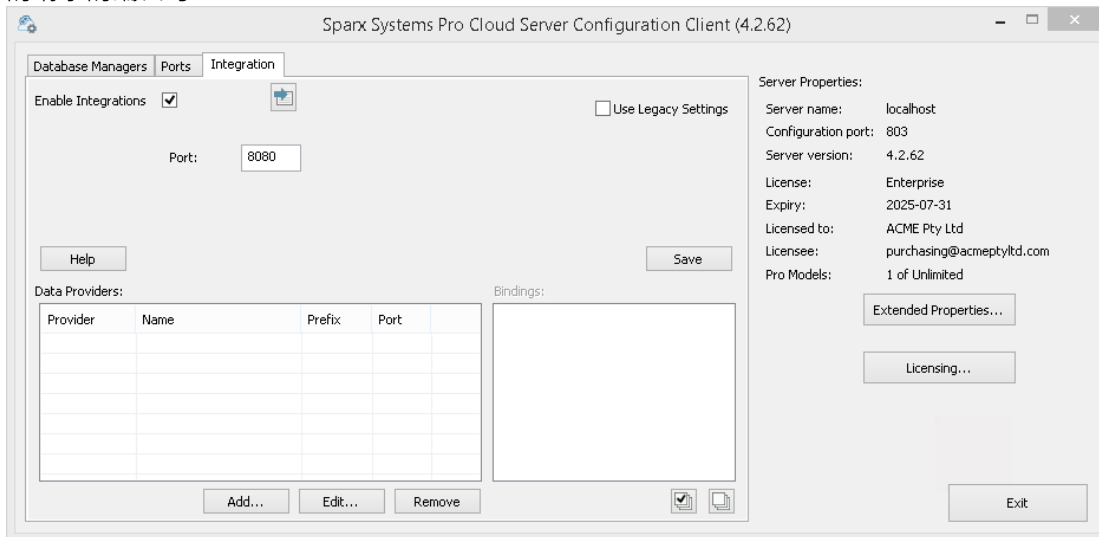 Sparx Systems Pro Cloud Server Configuration Client (4.2.62)
Database Managers Ports Integration
Enable Integrations
Use Legacy Settings
Port: 8080
Help
Save
Data Providers:
Bindings:
Provider Name Prefix Port
Add... Edit... Remove
Server Properties:
Server name: localhost
Configuration port: 803
Server version: 4.2.62
License: Enterprise
Expiry: 2025-07-31
Licensed to: ACME Pty Ltd
Licensee: purchasing@acmeptyltd.com
Pro Models: 1 of Unlimited
Extended Properties...
Licensing...
Exit